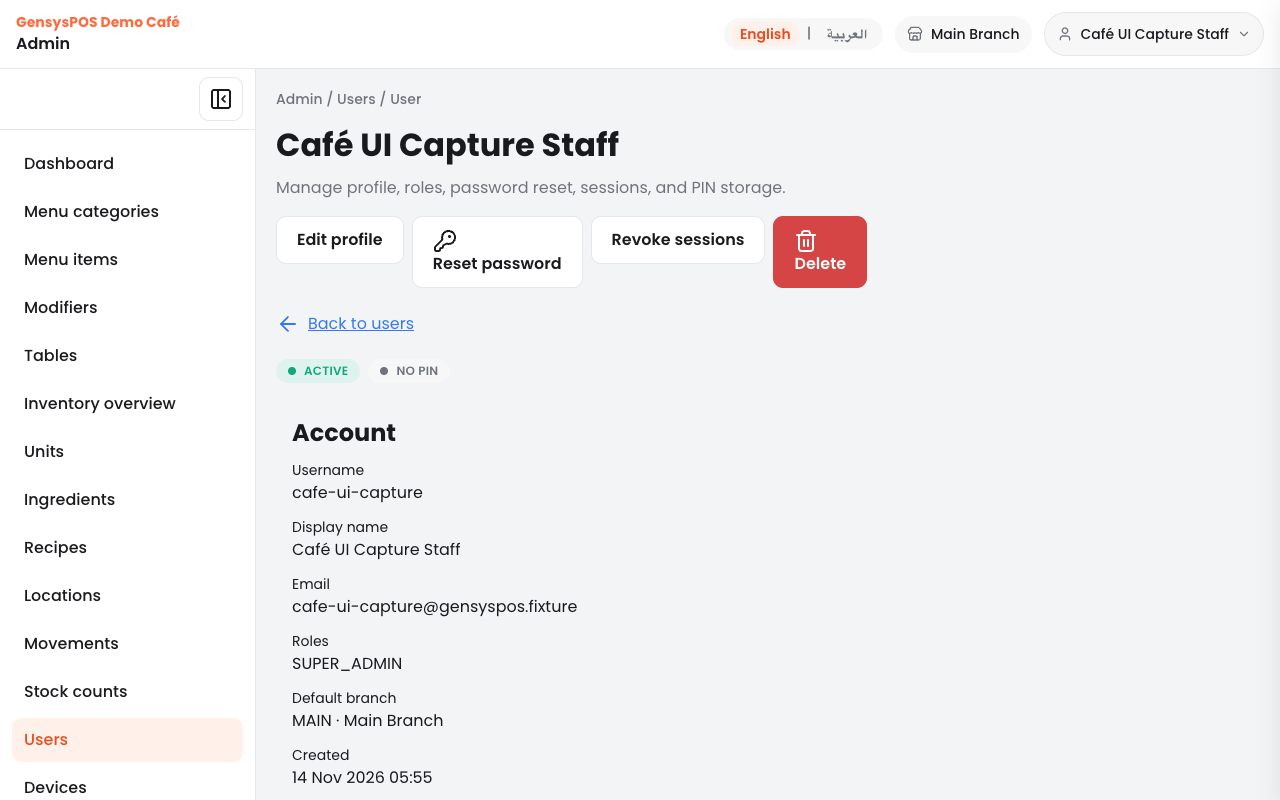 GensysPOS Demo Café
Admin
English | العربية
Main Branch
Café UI Capture Staff
Dashboard
Menu categories
Menu items
Modifiers
Tables
Inventory overview
Units
Ingredients
Recipes
Locations
Movements
Stock counts
Users
Devices
Admin / Users / User
Café UI Capture Staff
Manage profile, roles, password reset, sessions, and PIN storage.
Edit profile
Reset password
Revoke sessions
Delete
Back to users
ACTIVE
NO PIN
Account
Username
cafe-ui-capture
Display name
Café UI Capture Staff
Email
cafe-ui-capture@gensyspos.fixture
Roles
SUPER_ADMIN
Default branch
MAIN · Main Branch
Created
14 Nov 2026 05:55